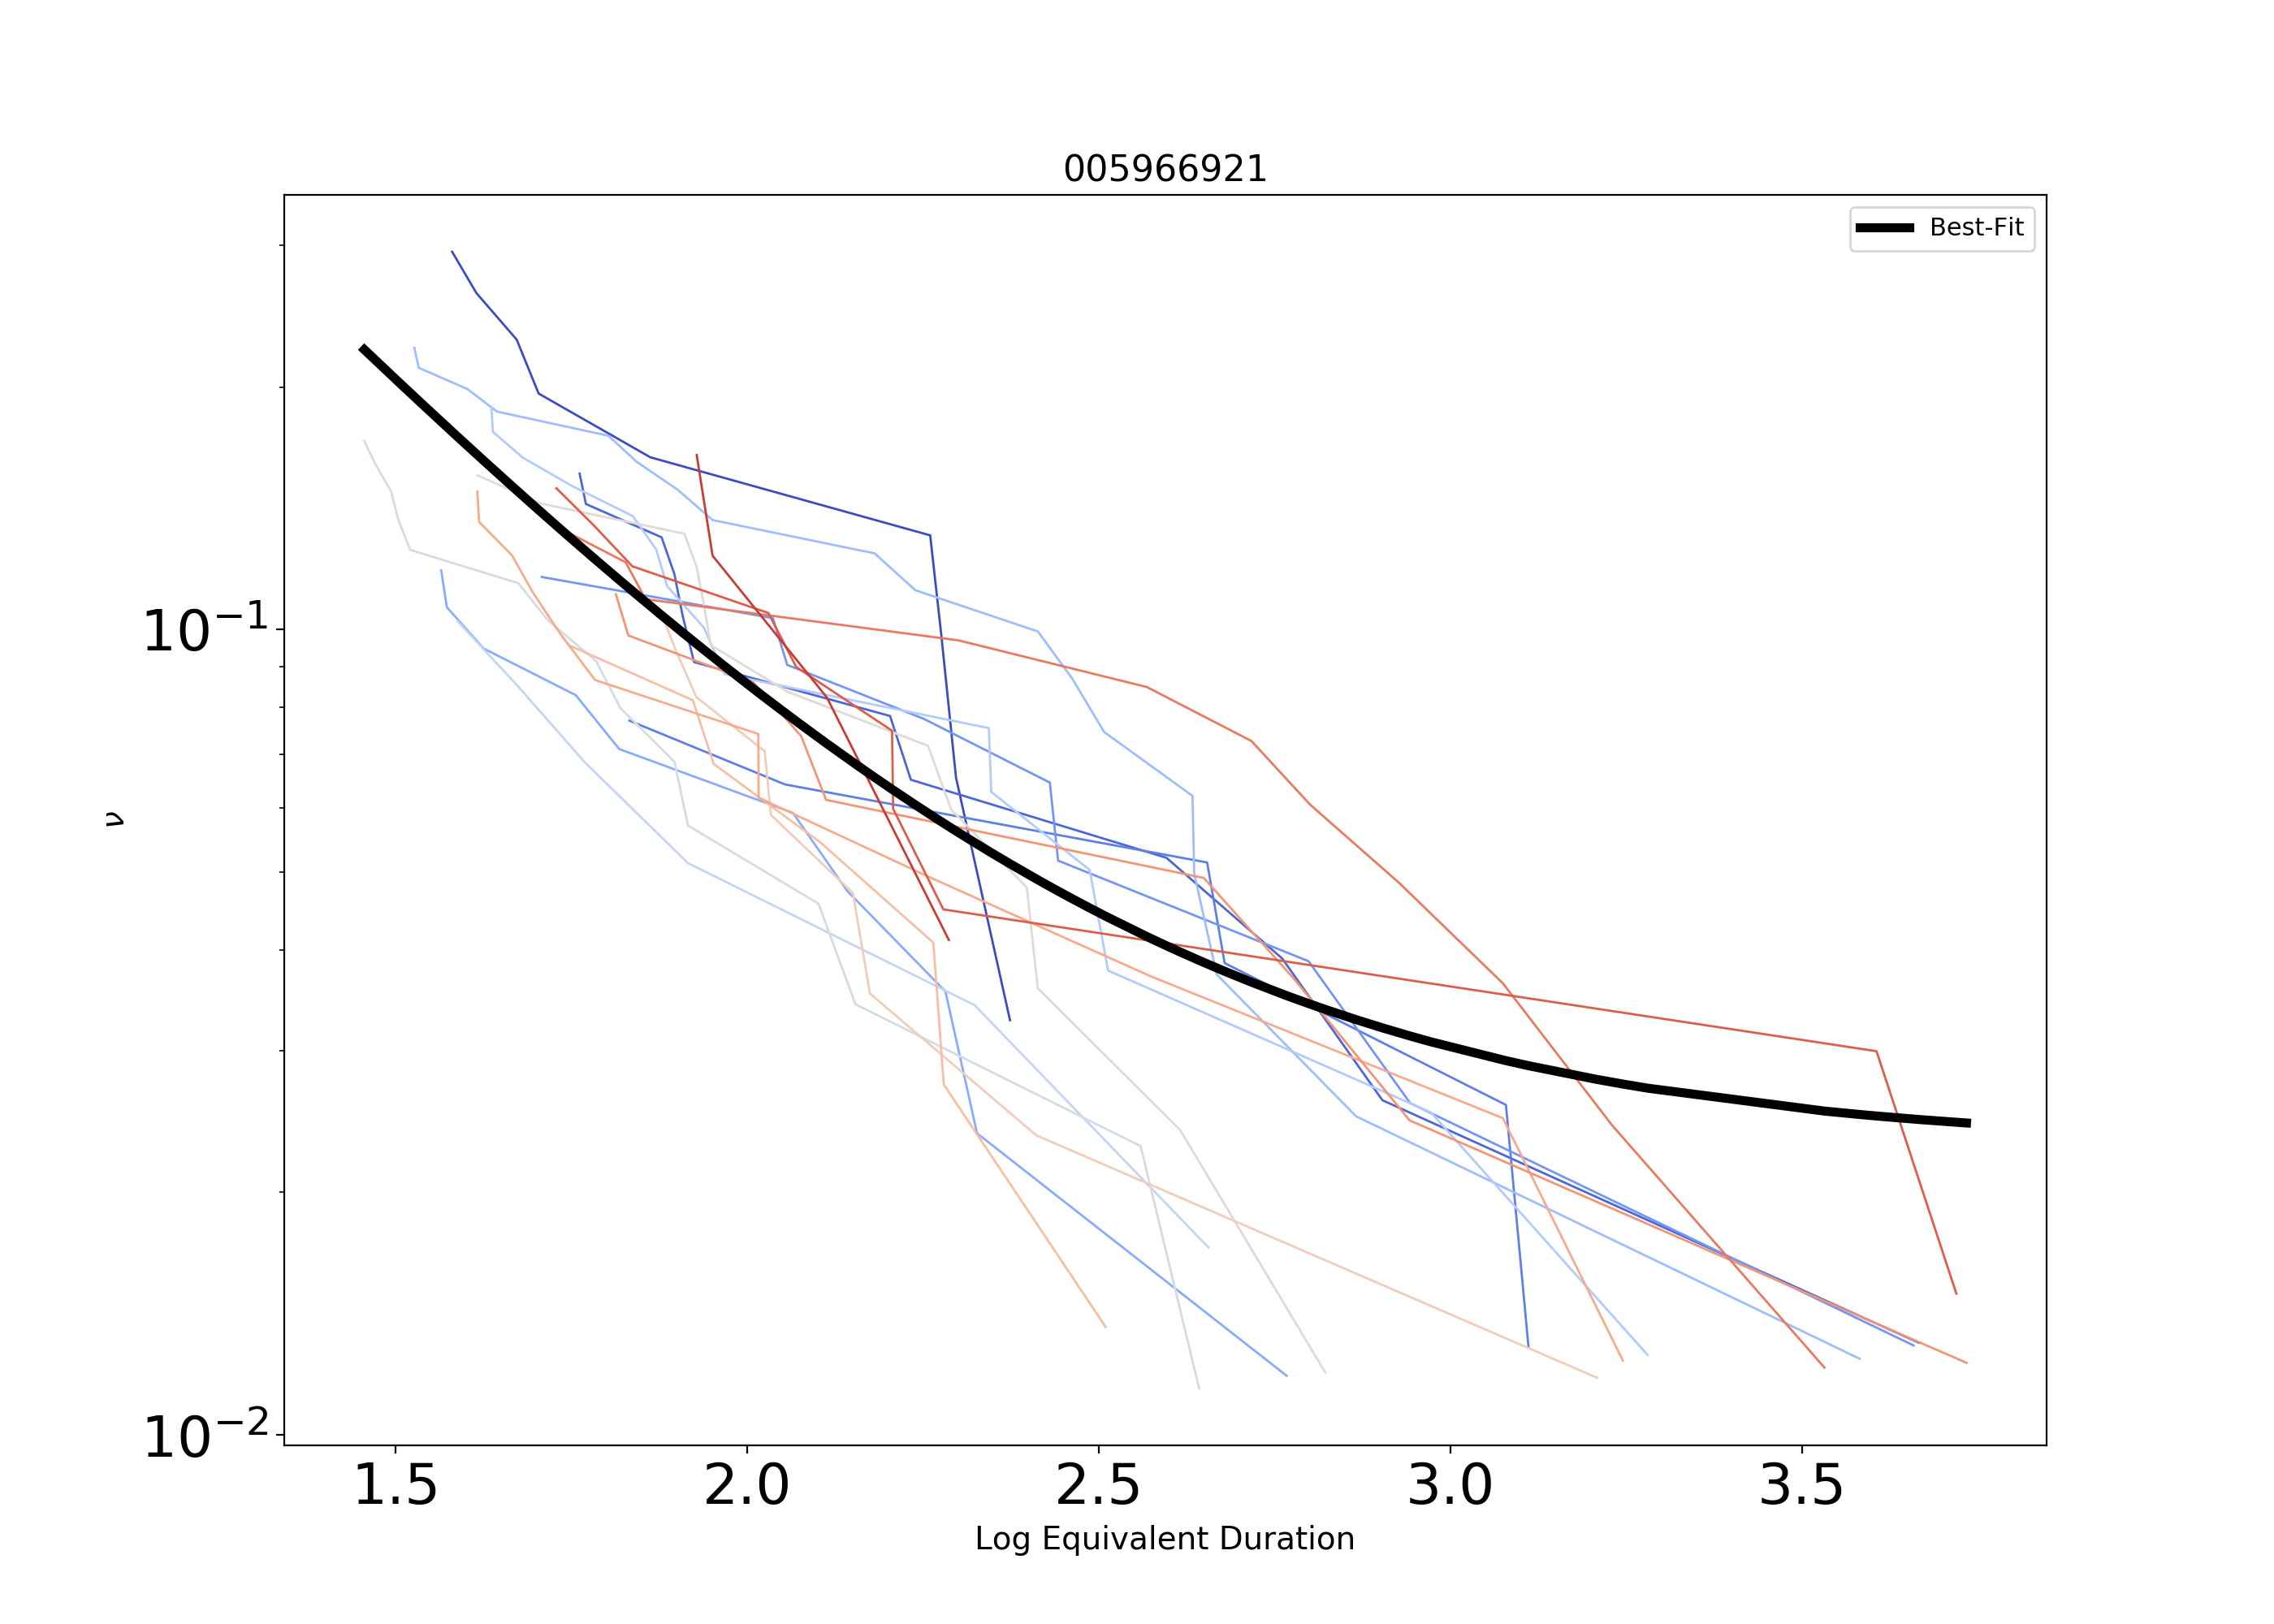 005966921
Best-Fit
10⁻¹
ν
10⁻²
1.5 2.0 2.5 3.0 3.5
Log Equivalent Duration